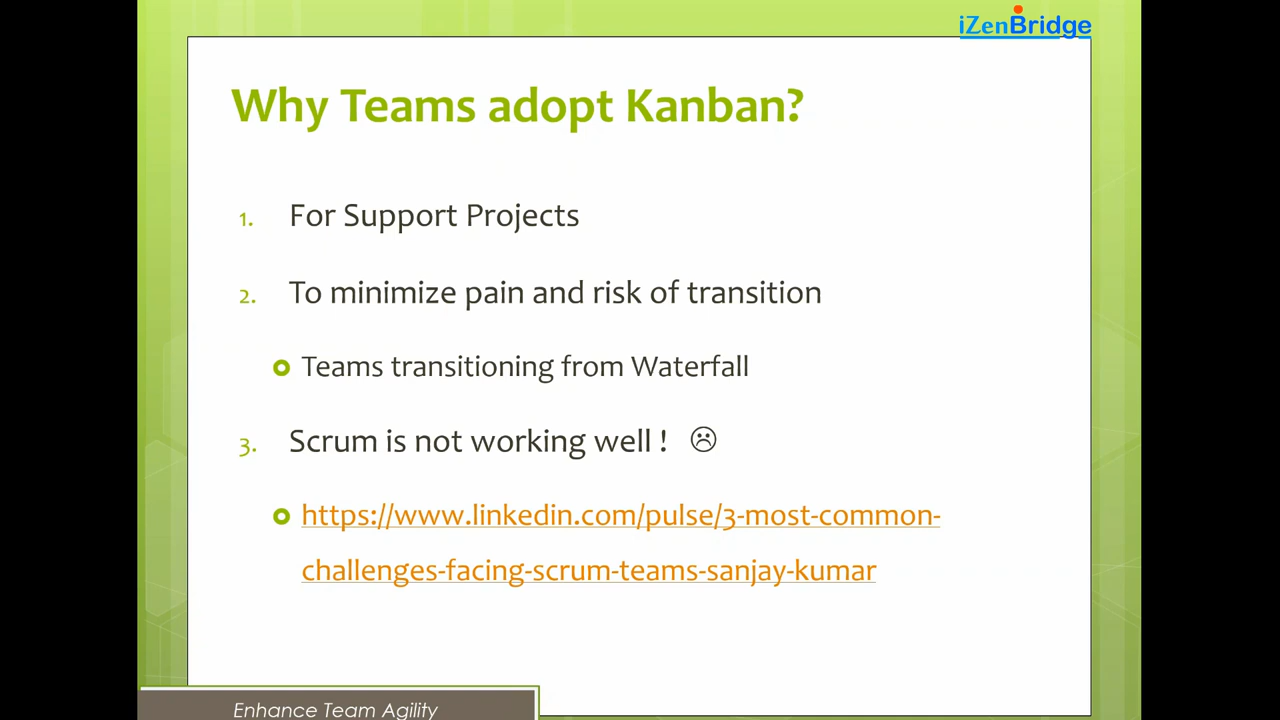 iZenBridge
Why Teams adopt Kanban?
1. For Support Projects
2. To minimize pain and risk of transition
Teams transitioning from Waterfall
3. Scrum is not working well ! ☹
https://www.linkedin.com/pulse/3-most-common-
challenges-facing-scrum-teams-sanjay-kumar
Enhance Team Agility